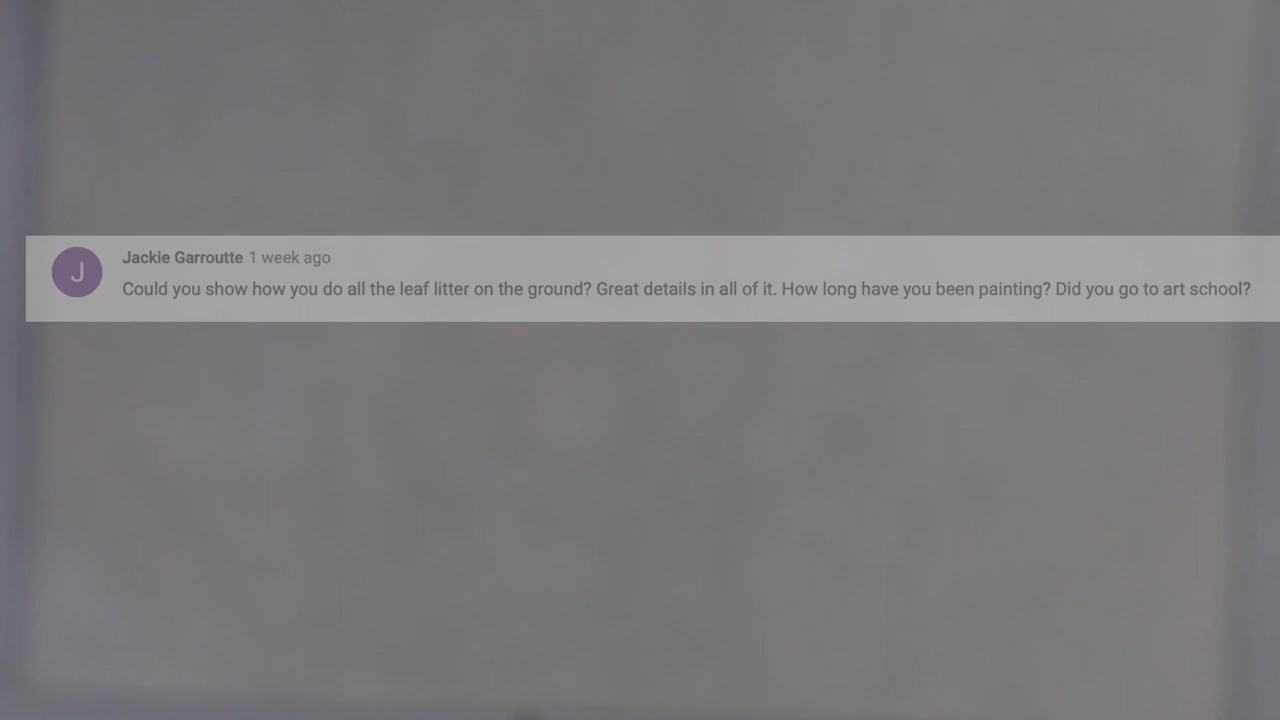 J
Jackie Garroutte 1 week ago
Could you show how you do all the leaf litter on the ground? Great details in all of it. How long have you been painting? Did you go to art school?